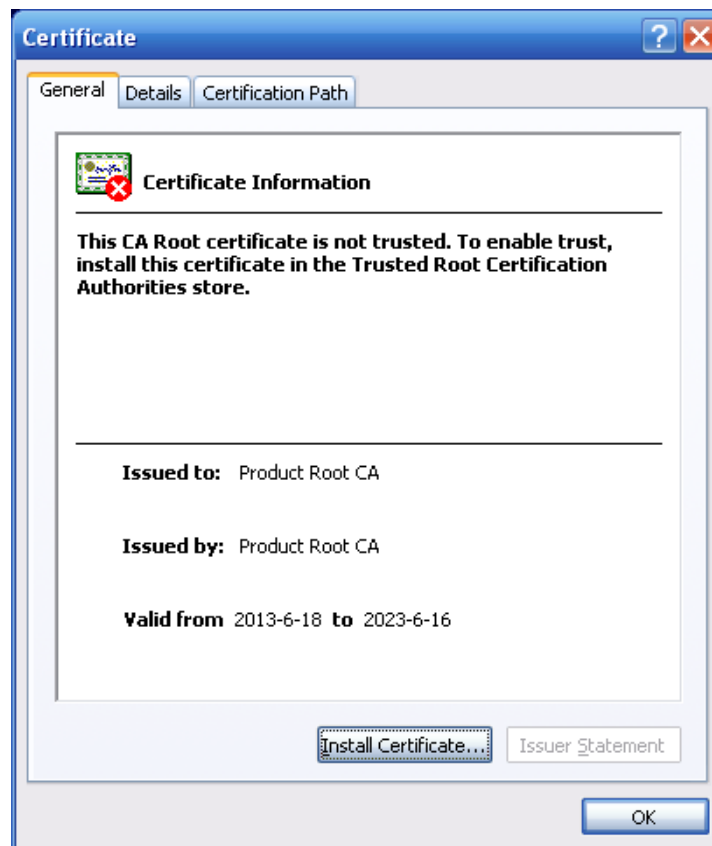 Certificate
General Details Certification Path
Certificate Information
This CA Root certificate is not trusted. To enable trust,
install this certificate in the Trusted Root Certification
Authorities store.
Issued to: Product Root CA
Issued by: Product Root CA
Valid from 2013-6-18 to 2023-6-16
Install Certificate... Issuer Statement
OK